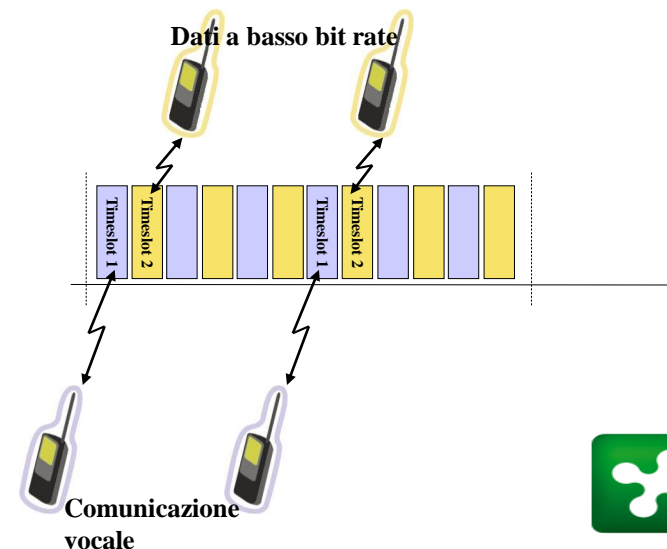 Dati a basso bit rate
Timeslot 1
Timeslot 2
Timeslot 1
Timeslot 2
Comunicazione
vocale